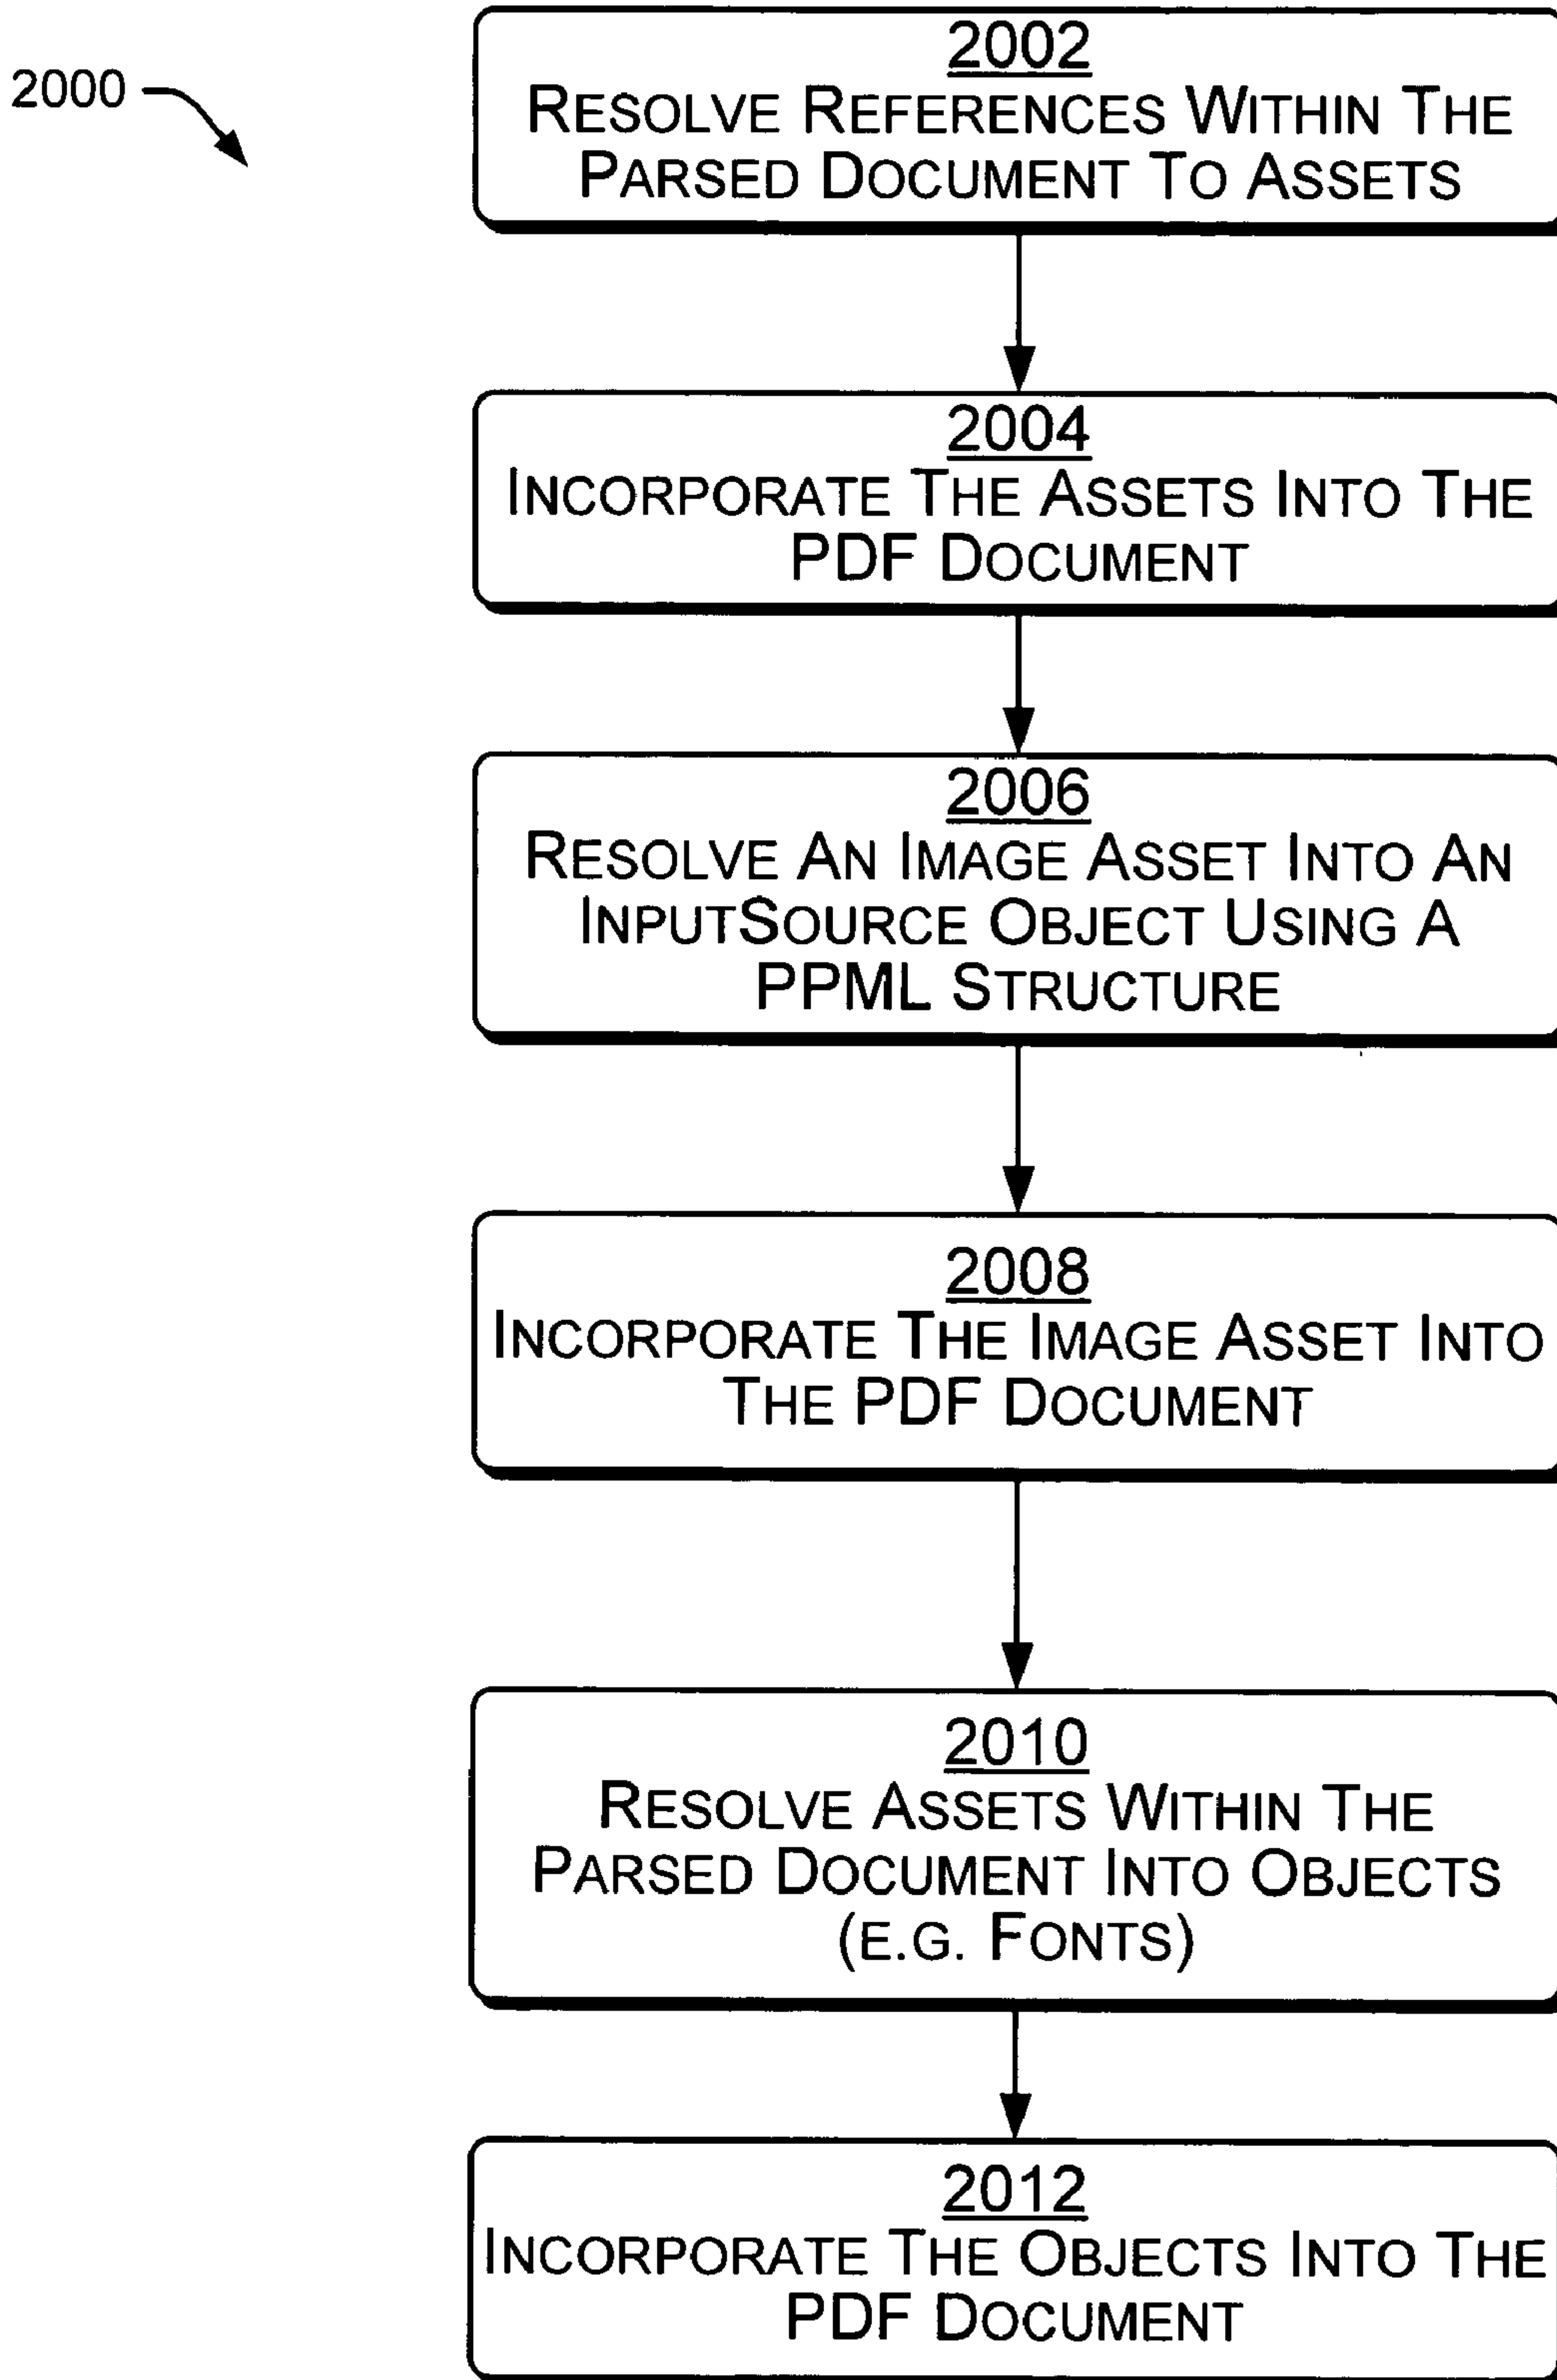 2000
2002
RESOLVE REFERENCES WITHIN THE
PARSED DOCUMENT TO ASSETS
2004
INCORPORATE THE ASSETS INTO THE
PDF DOCUMENT
2006
RESOLVE AN IMAGE ASSET INTO AN
INPUTSOURCE OBJECT USING A
PPML STRUCTURE
2008
INCORPORATE THE IMAGE ASSET INTO
THE PDF DOCUMENT
2010
RESOLVE ASSETS WITHIN THE
PARSED DOCUMENT INTO OBJECTS
(E.G. FONTS)
2012
INCORPORATE THE OBJECTS INTO THE
PDF DOCUMENT